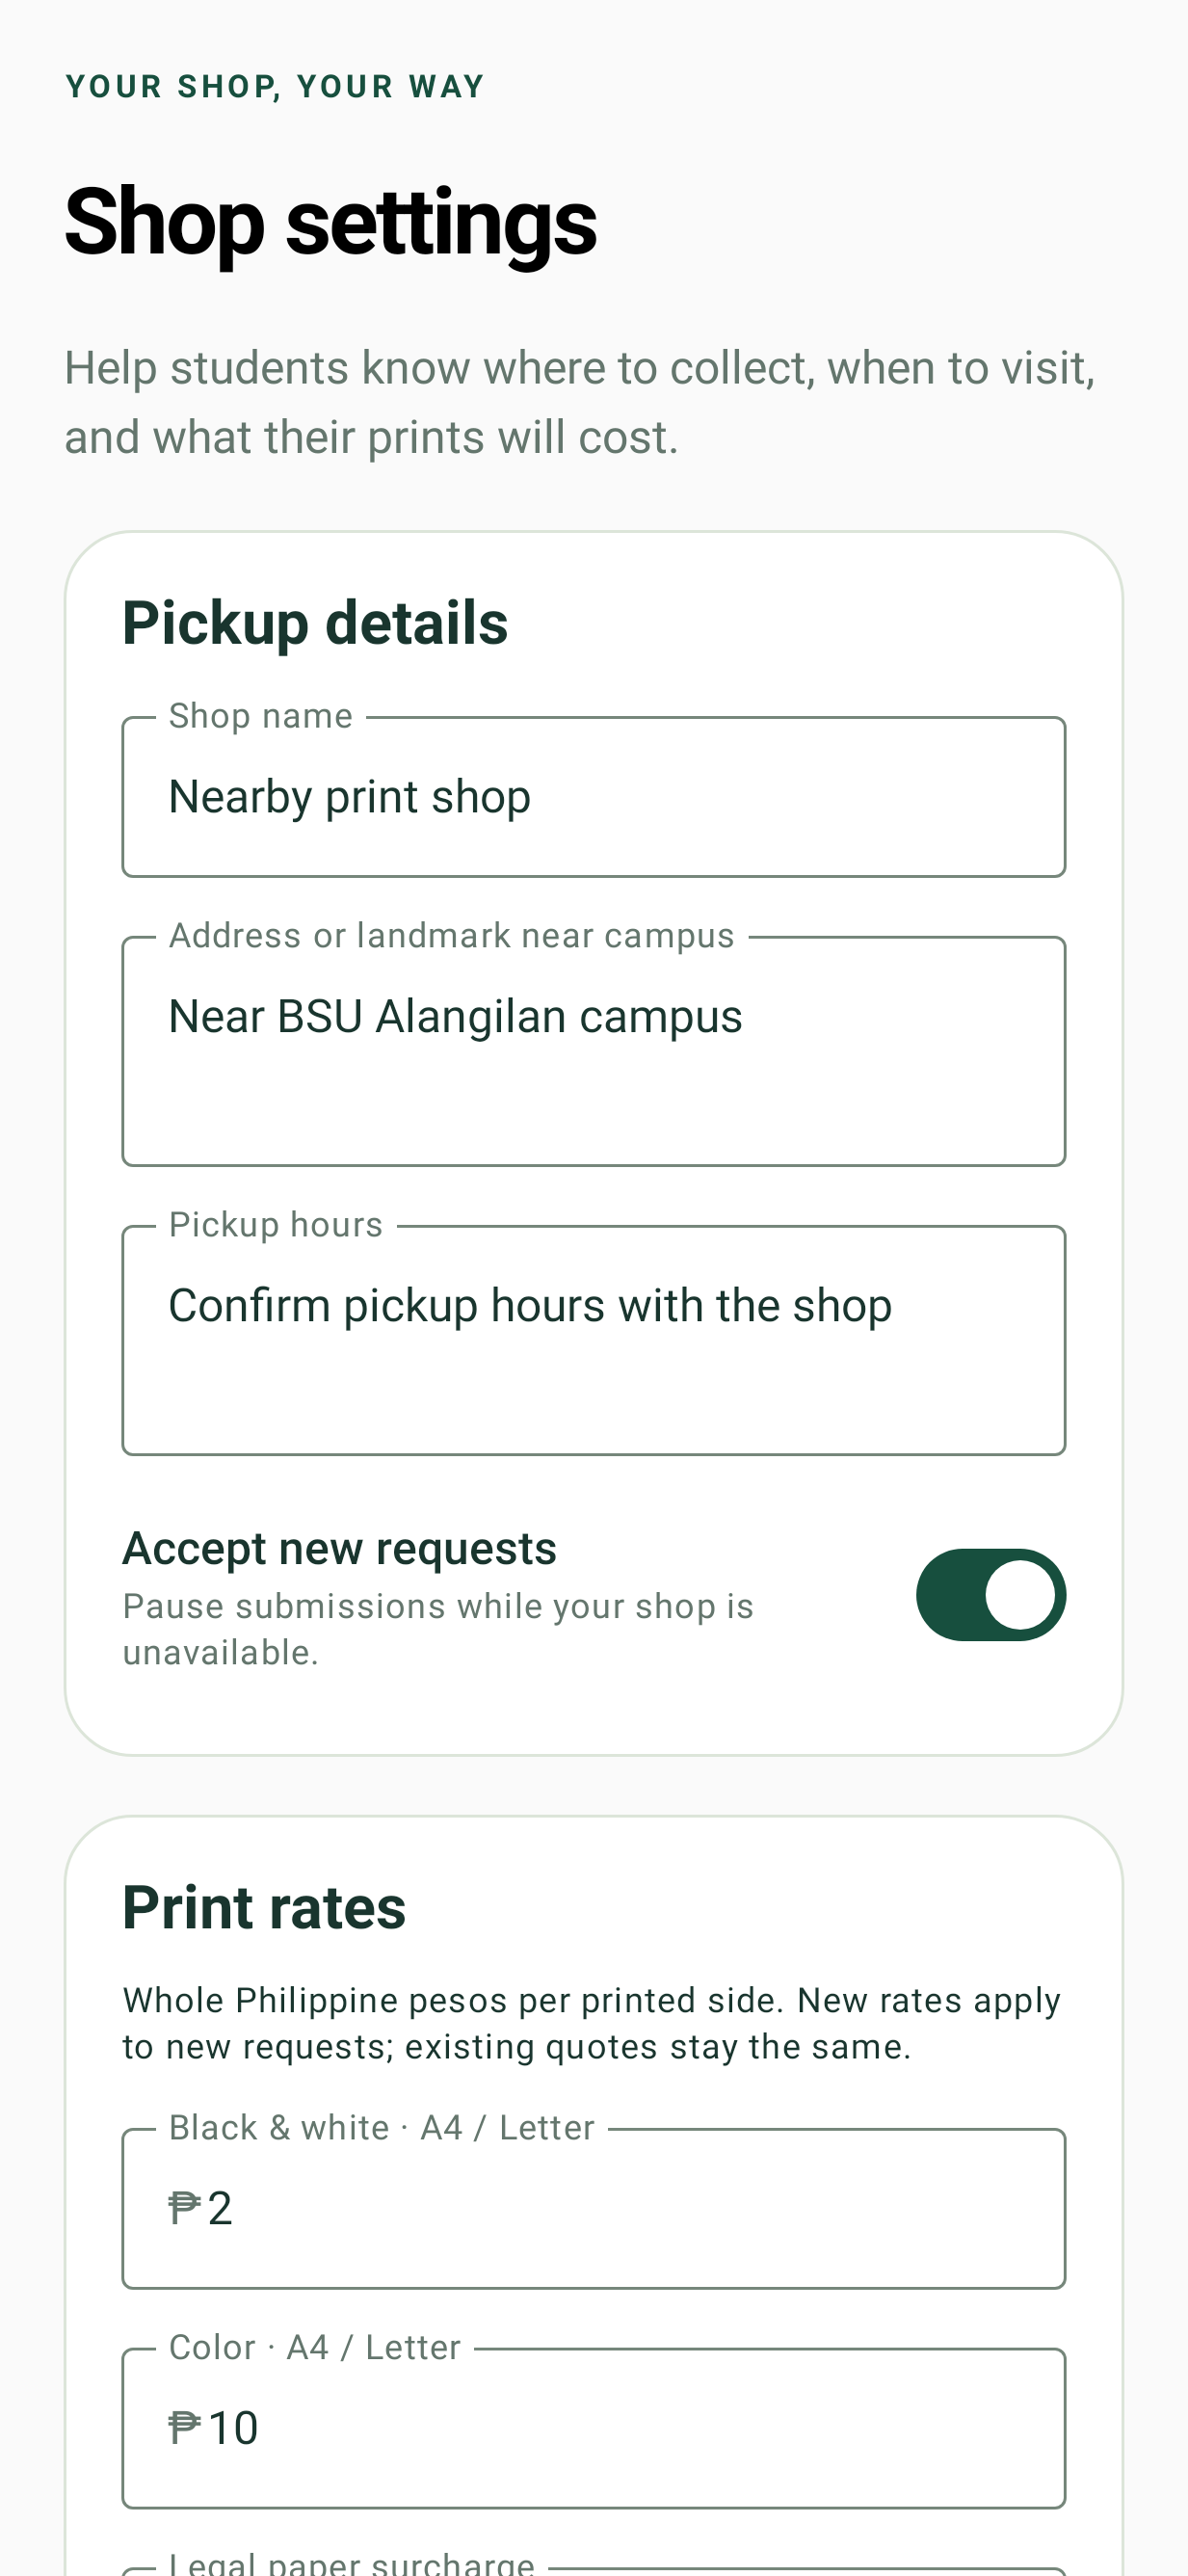 YOUR SHOP, YOUR WAY
Shop settings
Help students know where to collect, when to visit,
and what their prints will cost.
Pickup details
Shop name
Nearby print shop
Address or landmark near campus
Near BSU Alangilan campus
Pickup hours
Confirm pickup hours with the shop
Accept new requests
Pause submissions while your shop is
unavailable.
Print rates
Whole Philippine pesos per printed side. New rates apply
to new requests; existing quotes stay the same.
Black & white · A4 / Letter
₱2
Color · A4 / Letter
₱10
Legal paper surcharge